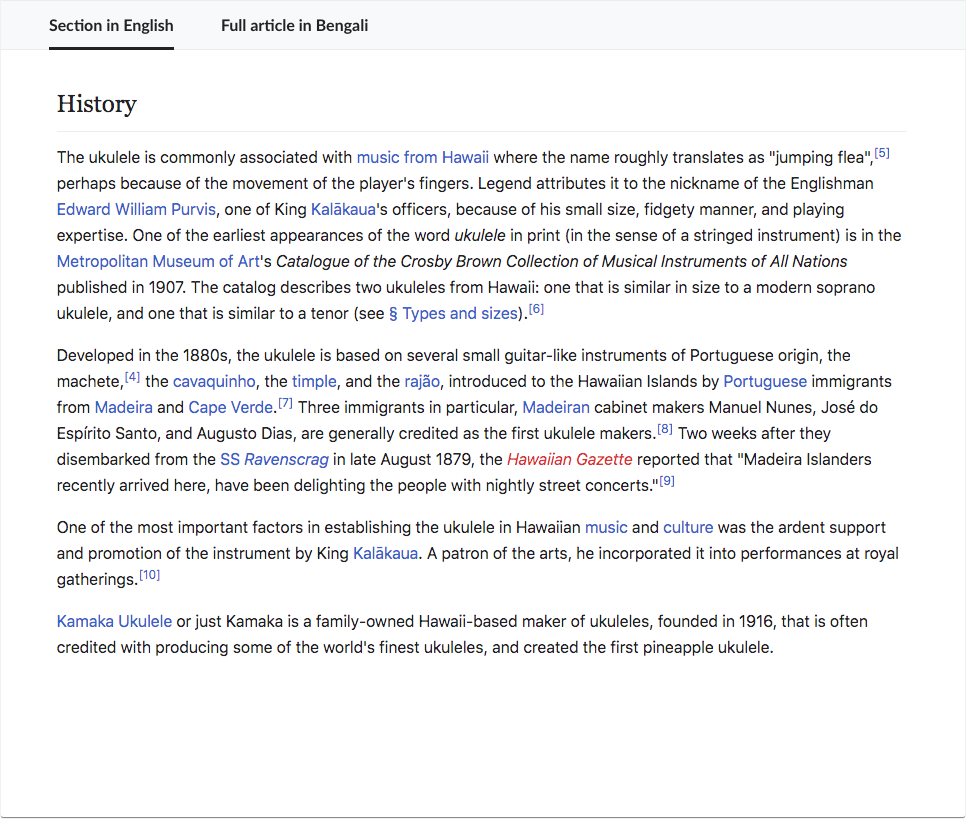 Section in English
Full article in Bengali
History
The ukulele is commonly associated with music from Hawaii where the name roughly translates as "jumping flea",[5]
perhaps because of the movement of the player's fingers. Legend attributes it to the nickname of the Englishman
Edward William Purvis, one of King Kalākaua's officers, because of his small size, fidgety manner, and playing
expertise. One of the earliest appearances of the word ukulele in print (in the sense of a stringed instrument) is in the
Metropolitan Museum of Art's Catalogue of the Crosby Brown Collection of Musical Instruments of All Nations
published in 1907. The catalog describes two ukuleles from Hawaii: one that is similar in size to a modern soprano
ukulele, and one that is similar to a tenor (see § Types and sizes).[6]
Developed in the 1880s, the ukulele is based on several small guitar-like instruments of Portuguese origin, the
machete,[4] the cavaquinho, the timple, and the rajão, introduced to the Hawaiian Islands by Portuguese immigrants
from Madeira and Cape Verde.[7] Three immigrants in particular, Madeiran cabinet makers Manuel Nunes, José do
Espírito Santo, and Augusto Dias, are generally credited as the first ukulele makers.[8] Two weeks after they
disembarked from the SS Ravenscrag in late August 1879, the Hawaiian Gazette reported that "Madeira Islanders
recently arrived here, have been delighting the people with nightly street concerts."[9]
One of the most important factors in establishing the ukulele in Hawaiian music and culture was the ardent support
and promotion of the instrument by King Kalākaua. A patron of the arts, he incorporated it into performances at royal
gatherings.[10]
Kamaka Ukulele or just Kamaka is a family-owned Hawaii-based maker of ukuleles, founded in 1916, that is often
credited with producing some of the world's finest ukuleles, and created the first pineapple ukulele.